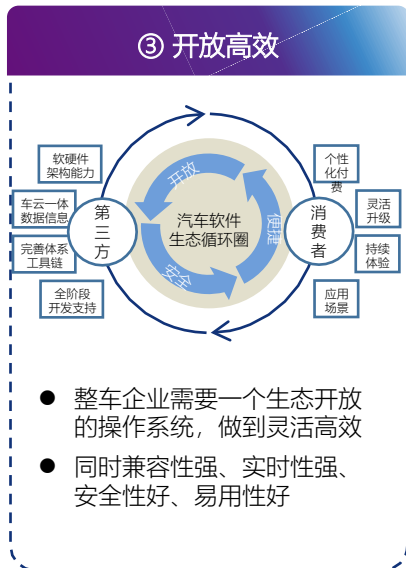 ③ 开放高效
软硬件
架构能力
车云一体
数据信息
完善体系
工具链
全阶段
开发支持
第
三
方
开放
便捷
安全
汽车软件
生态循环圈
消
费
者
个性
化付
费
灵活
升级
持续
体验
应用
场景
● 整车企业需要一个生态开放
的操作系统，做到灵活高效
● 同时兼容性强、实时性强、
安全性好、易用性好